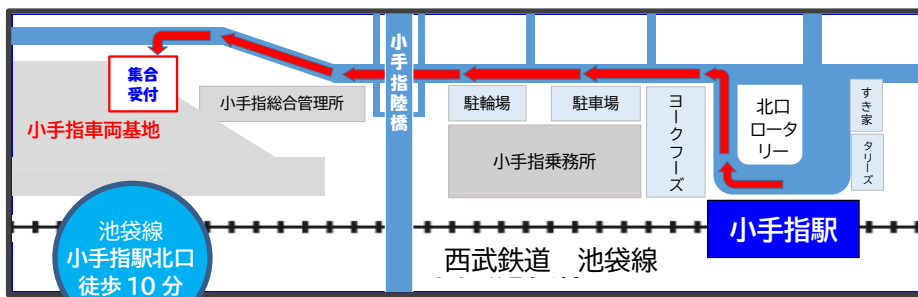 集合
受付
小手指車両基地
小手指総合管理所
小手指陸橋
駐輪場
駐車場
小手指乗務所
ヨークフーズ
北口
ロータ
リー
すき家
タリーズ
小手指駅
西武鉄道 池袋線
池袋線
小手指駅北口
徒歩 10 分